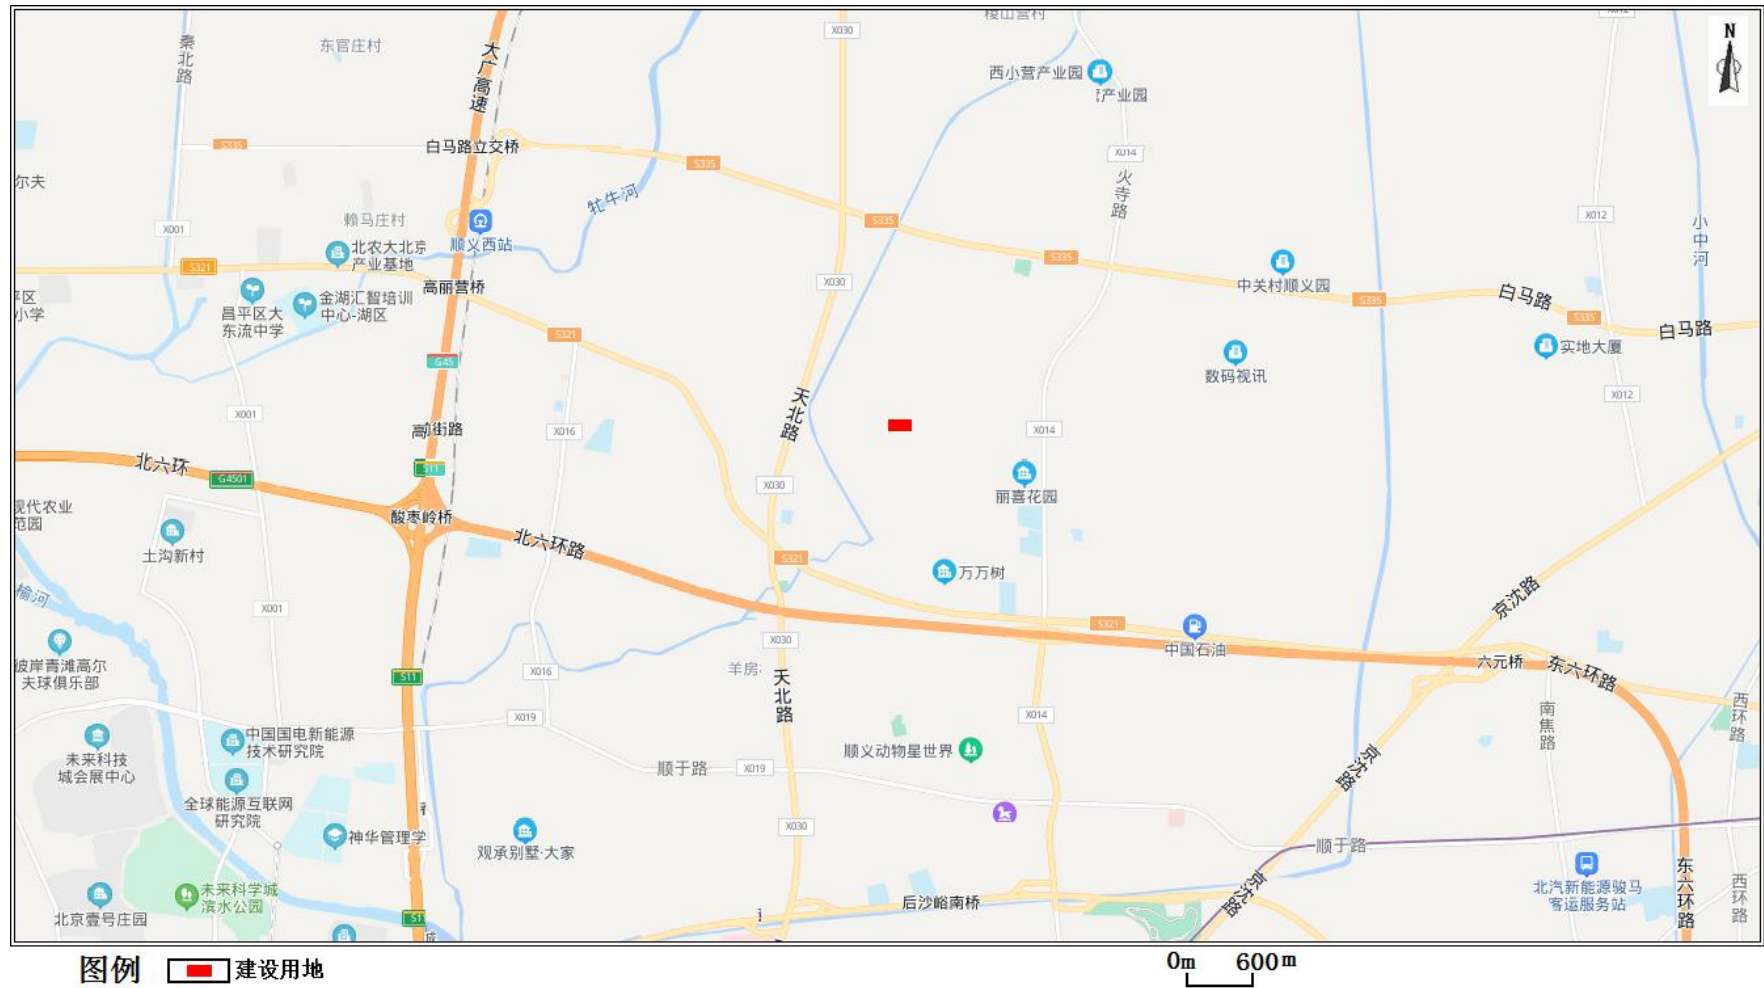 稷山营村
X012
N
X030
秦北路
东官庄村
大广高速
西小营产业园
产业园
S335
白马路立交桥
S335
X014
火寺路
尔夫
牤牛河
赖马庄村
X001
顺义西站
S335
X012
小中河
北农大北京
产业基地
S321
高丽营桥
S335
中关村顺义园
X030
白马路
S335
S335
白马路
小学
金湖汇智培训
中心-湖区
昌平区大
东流中学
S321
实地大厦
G45
数码视讯
天北路
X012
X001
街路
X016
X014
北六环
G4501
S11
X030
丽喜花园
现代农业
范园
酸枣岭桥
北六环路
土沟新村
S321
万万树
榆河
X001
京沈路
S321
中国石油
彼岸青滩高尔
夫球俱乐部
X030
羊房
X016
S11
六元桥
东六环路
天北路
X019
X014
南焦路
西环路
未来科技
城会展中心
中国国电新能源
技术研究院
顺义动物星世界
顺于路
X019
京沈路
全球能源互联网
研究院
神华管理学
X030
观承别墅·大家
顺于路
未来科学城
滨水公园
北京壹号庄园
S11
后沙峪南桥
京沈路
北汽新能源骏马
客运服务站
东六环路
西环路
图例
建设用地
0m 600m